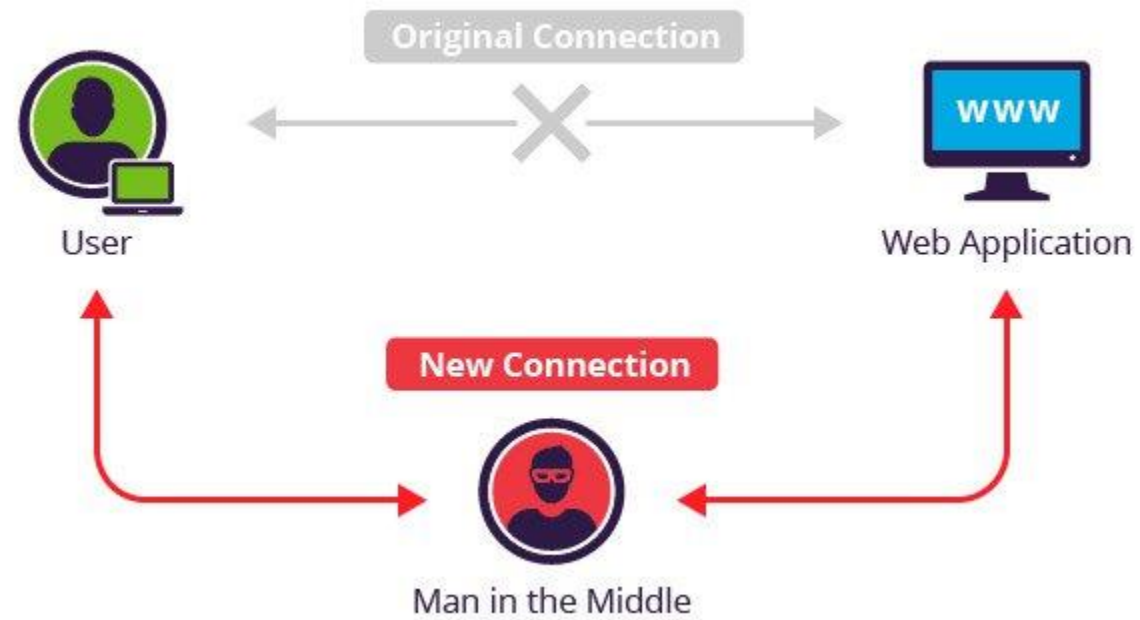 Original Connection
www
User
Web Application
New Connection
Man in the Middle